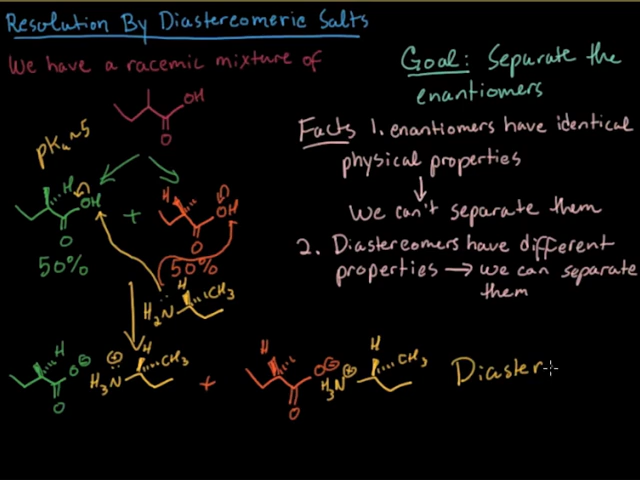 Resolution By Diastereomeric Salts
We have a racemic mixture of
OH
O
pKa ~5
H
OH
O
50%
+
H
OH
O
50%
H
H₂N
CH₃
O⊖
H
O
⊕
H₃N
H
CH₃
+
H
O⊖
O
H₃N⊕
H
CH₃
Diaster
Goal: Separate the
enantiomers
Facts 1. enantiomers have identical
physical properties
We can't separate them
2. Diastereomers have different
properties → we can separate
them